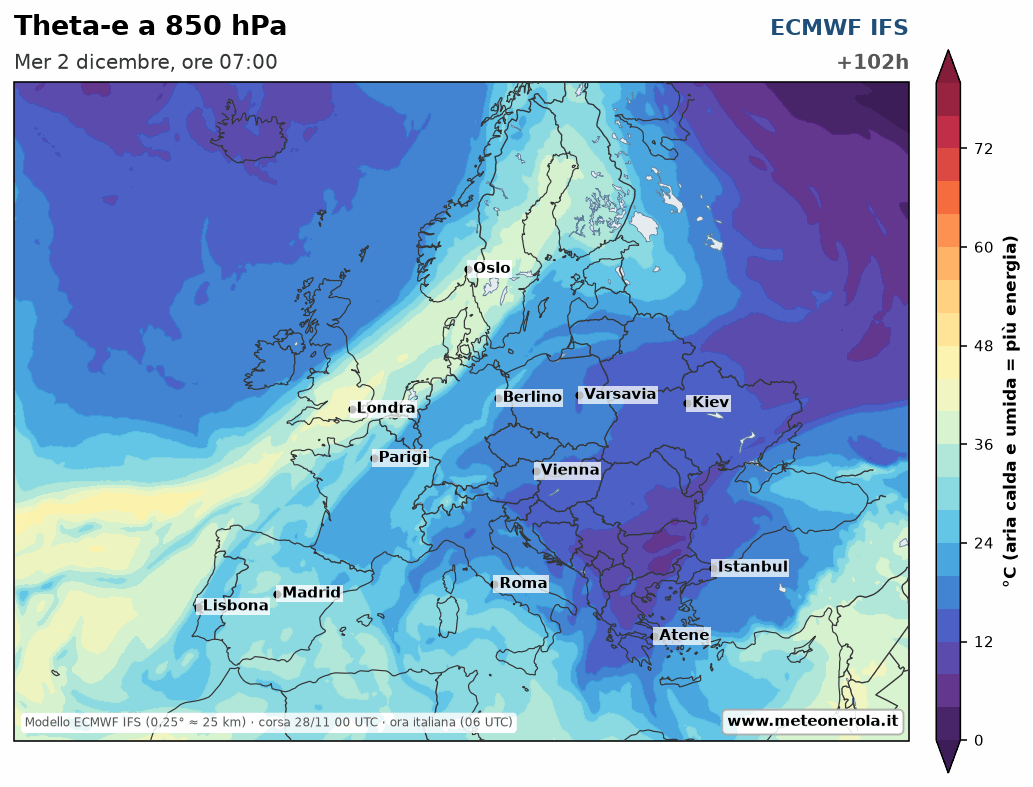 Theta-e a 850 hPa
ECMWF IFS
Mer 2 dicembre, ore 07:00
+102h
72
60
48
36
24
12
0
°C (aria calda e umida = più energia)
Oslo
Londra
Berlino
Varsavia
Kiev
Parigi
Vienna
Istanbul
Roma
Madrid
Lisbona
Atene
Modello ECMWF IFS (0,25° ≈ 25 km) · corsa 28/11 00 UTC · ora italiana (06 UTC)
www.meteonerola.it